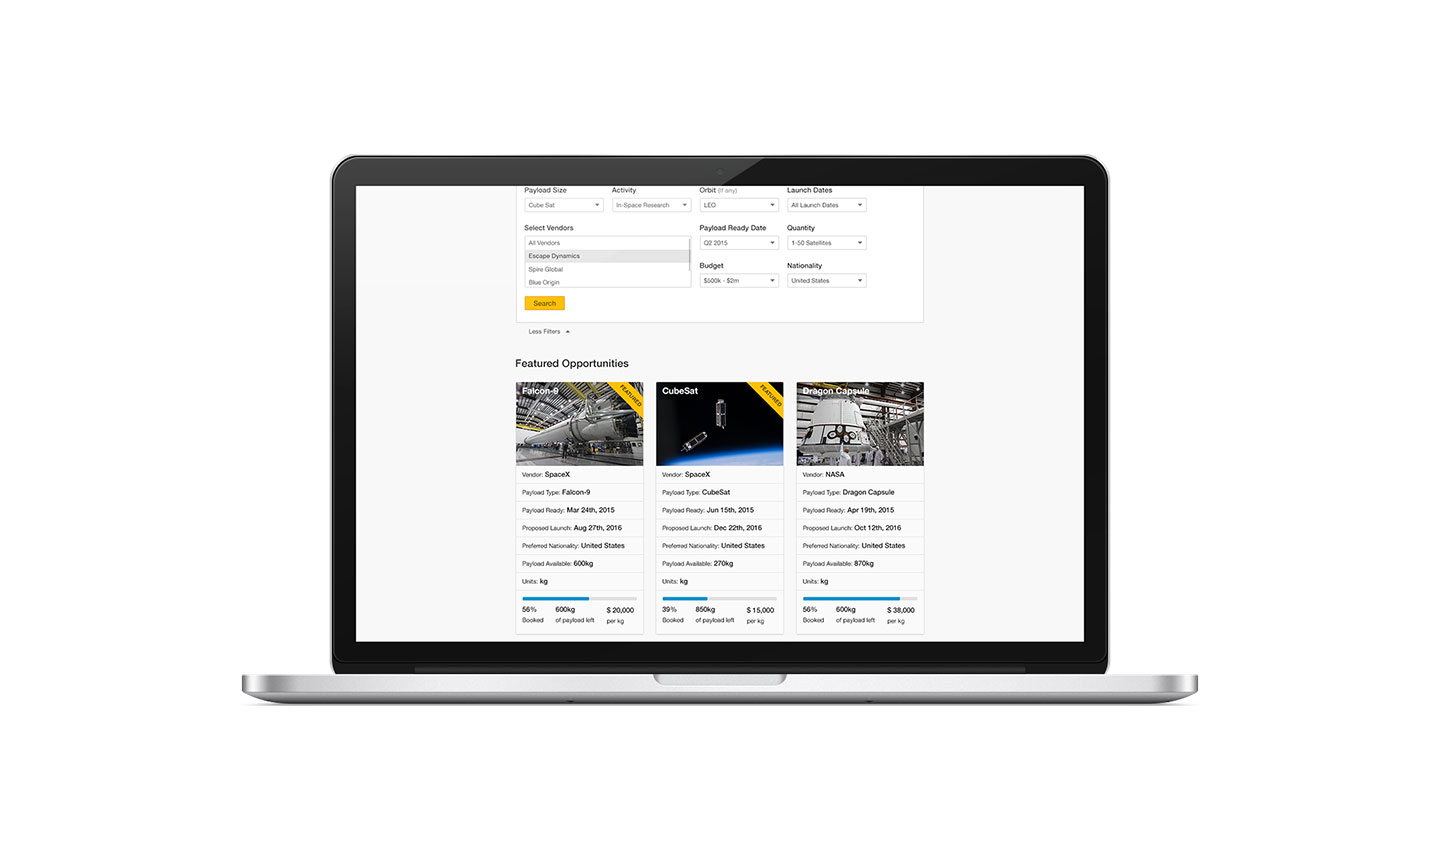 Payload Size Activity Orbit (if any) Launch Dates
Cube Sat In-Space Research LEO All Launch Dates
Select Vendors Payload Ready Date Quantity
All Vendors Q2 2015 1-50 Satellites
Escape Dynamics
Spire Global Budget Nationality
Blue Origin $500k - $2m United States
Search
Less Filters
Featured Opportunities
Falcon-9 FEATURED CubeSat FEATURED Dragon Capsule
Vendor: SpaceX Vendor: SpaceX Vendor: NASA
Payload Type: Falcon-9 Payload Type: CubeSat Payload Type: Dragon Capsule
Payload Ready: Mar 24th, 2015 Payload Ready: Jun 15th, 2015 Payload Ready: Apr 19th, 2015
Proposed Launch: Aug 27th, 2016 Proposed Launch: Dec 22th, 2016 Proposed Launch: Oct 12th, 2016
Preferred Nationality: United States Preferred Nationality: United States Preferred Nationality: United States
Payload Available: 600kg Payload Available: 270kg Payload Available: 870kg
Units: kg Units: kg Units: kg
56% 600kg $ 20,000 39% 850kg $ 15,000 56% 600kg $ 38,000
Booked of payload left per kg Booked of payload left per kg Booked of payload left per kg